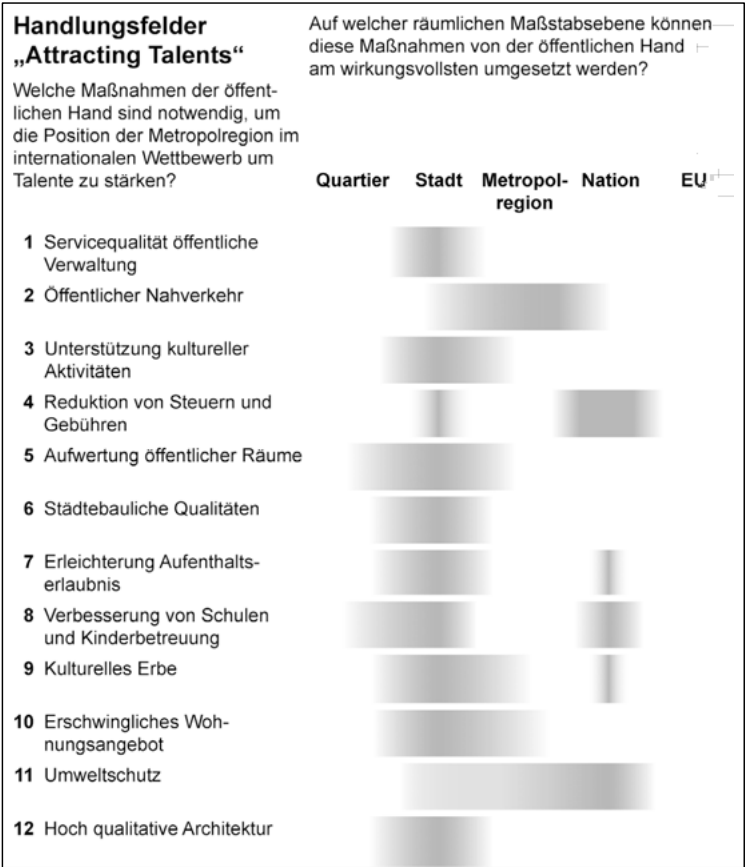 Handlungsfelder
„Attracting Talents“
Welche Maßnahmen der öffent-
lichen Hand sind notwendig, um
die Position der Metropolregion im
internationalen Wettbewerb um
Talente zu stärken?
Auf welcher räumlichen Maßstabsebene können
diese Maßnahmen von der öffentlichen Hand
am wirkungsvollsten umgesetzt werden?
Quartier Stadt Metropol- Nation EU
region
1 Servicequalität öffentliche
Verwaltung
2 Öffentlicher Nahverkehr
3 Unterstützung kultureller
Aktivitäten
4 Reduktion von Steuern und
Gebühren
5 Aufwertung öffentlicher Räume
6 Städtebauliche Qualitäten
7 Erleichterung Aufenthalts-
erlaubnis
8 Verbesserung von Schulen
und Kinderbetreuung
9 Kulturelles Erbe
10 Erschwingliches Woh-
nungsangebot
11 Umweltschutz
12 Hoch qualitative Architektur